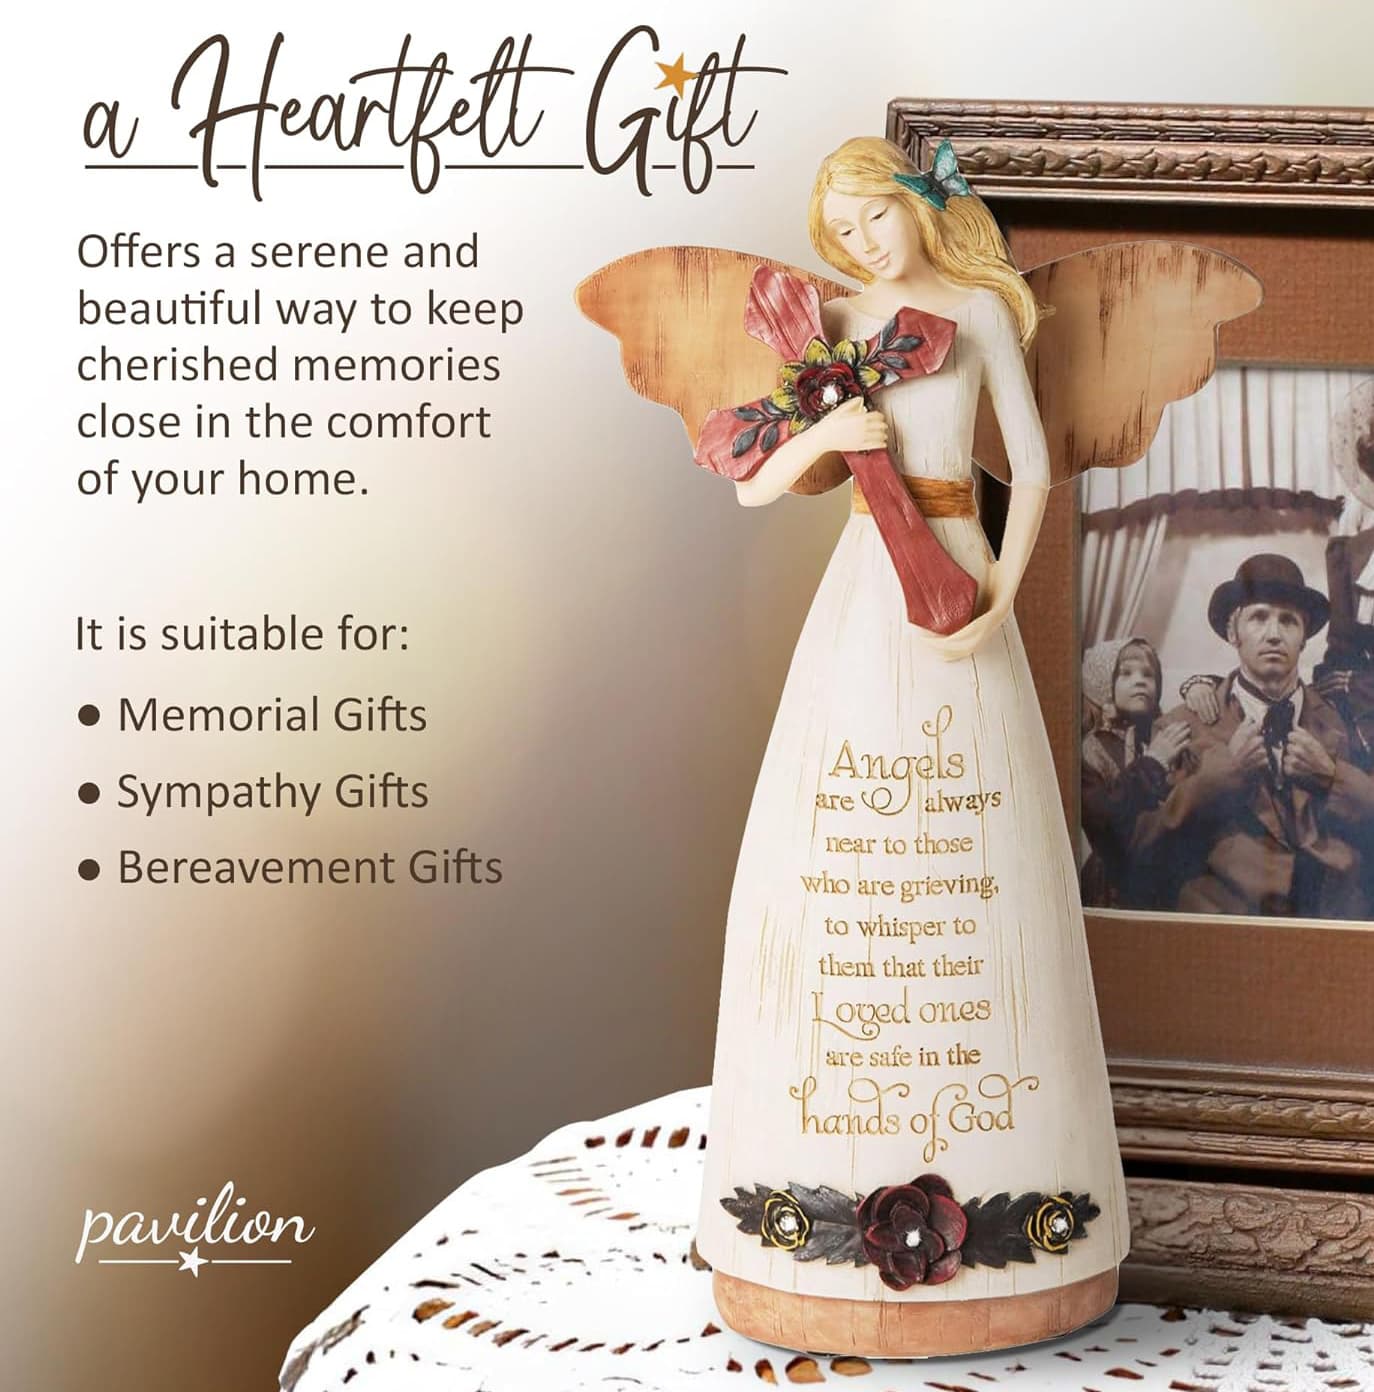 a Heartfelt Gift
Offers a serene and
beautiful way to keep
cherished memories
close in the comfort
of your home.
It is suitable for:
● Memorial Gifts
● Sympathy Gifts
● Bereavement Gifts
Angels
are always
near to those
who are grieving,
to whisper to
them that their
Loved ones
are safe in the
hands of God
pavilion